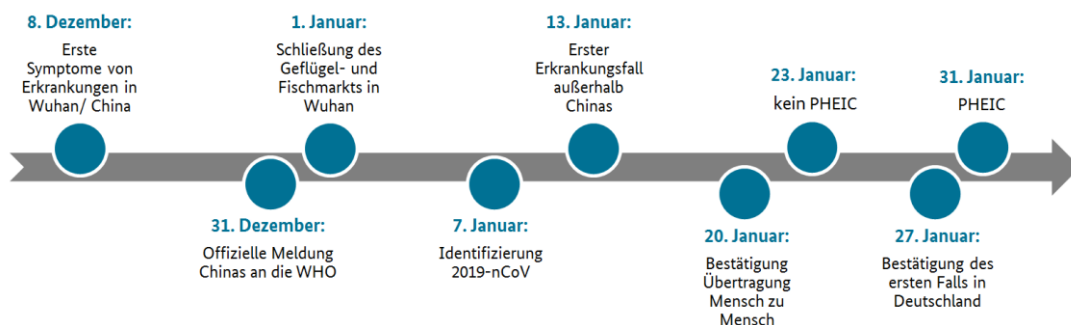 8. Dezember:
Erste
Symptome von
Erkrankungen in
Wuhan/ China
31. Dezember:
Offizielle Meldung
Chinas an die WHO
1. Januar:
Schließung des
Geflügel- und
Fischmarkts in
Wuhan
7. Januar:
Identifizierung
2019-nCoV
13. Januar:
Erster
Erkrankungsfall
außerhalb
Chinas
20. Januar:
Bestätigung
Übertragung
Mensch zu
Mensch
23. Januar:
kein PHEIC
27. Januar:
Bestätigung des
ersten Falls in
Deutschland
31. Januar:
PHEIC